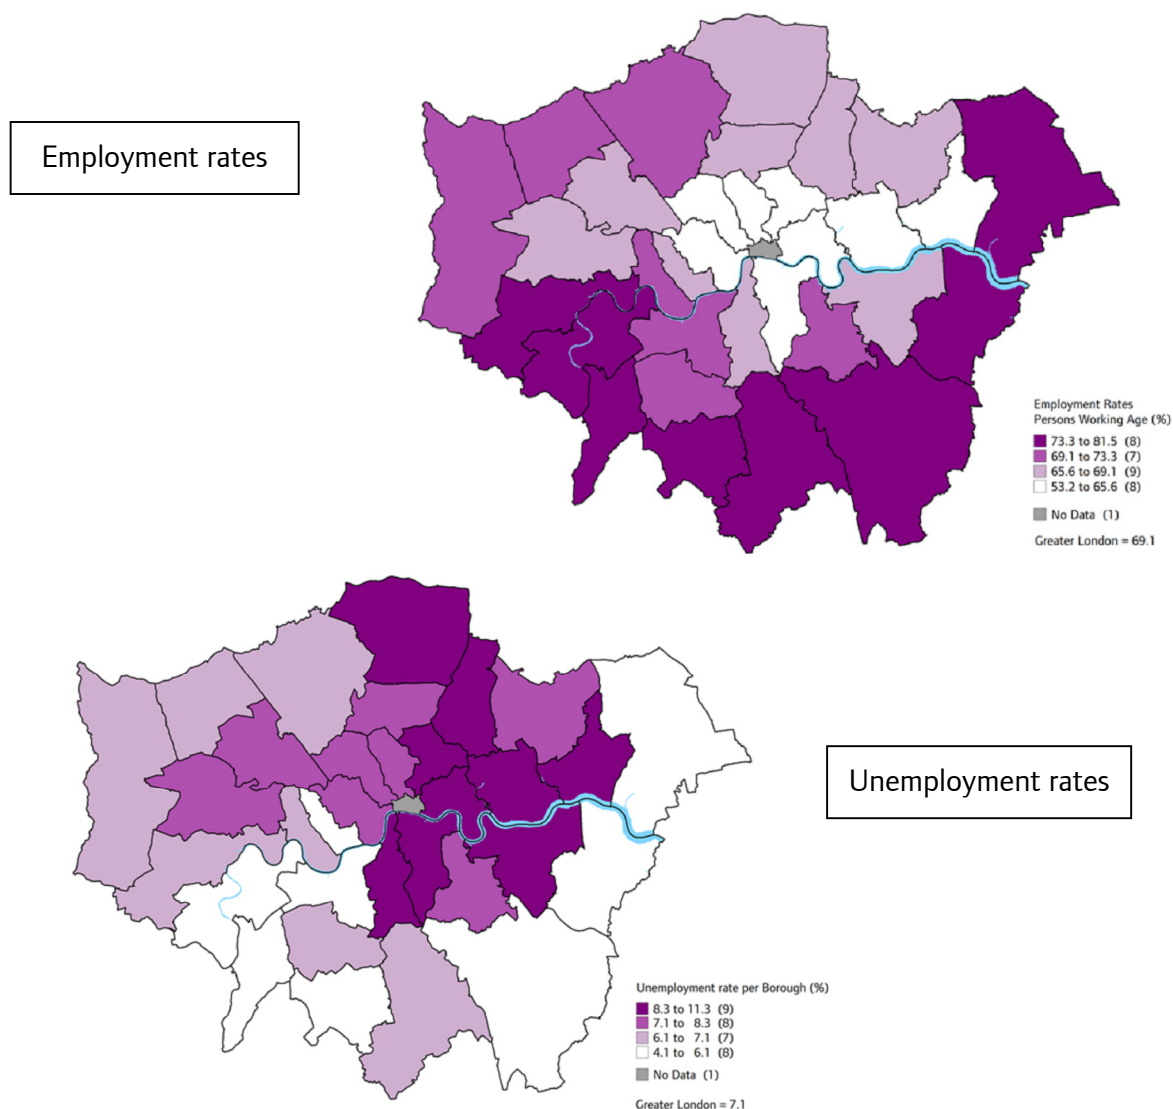 Employment rates
Employment Rates
Persons Working Age (%)
73.3 to 81.5 (8)
69.1 to 73.3 (7)
65.6 to 69.1 (9)
53.2 to 65.6 (8)
No Data (1)
Greater London = 69.1
Unemployment rates
Unemployment rate per Borough (%)
8.3 to 11.3 (9)
7.1 to 8.3 (8)
6.1 to 7.1 (7)
4.1 to 6.1 (8)
No Data (1)
Greater London = 7.1